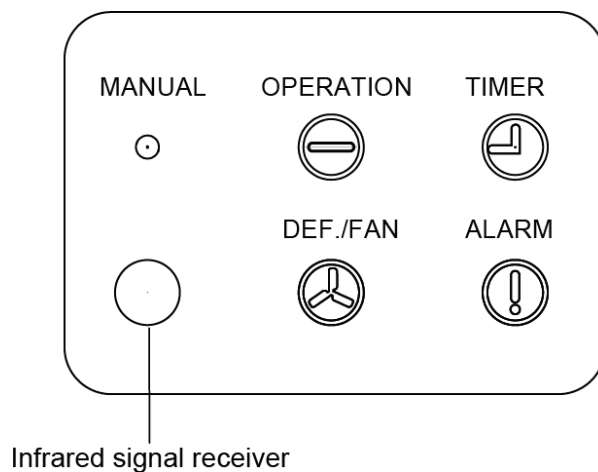 MANUAL OPERATION TIMER
DEF./FAN ALARM
Infrared signal receiver